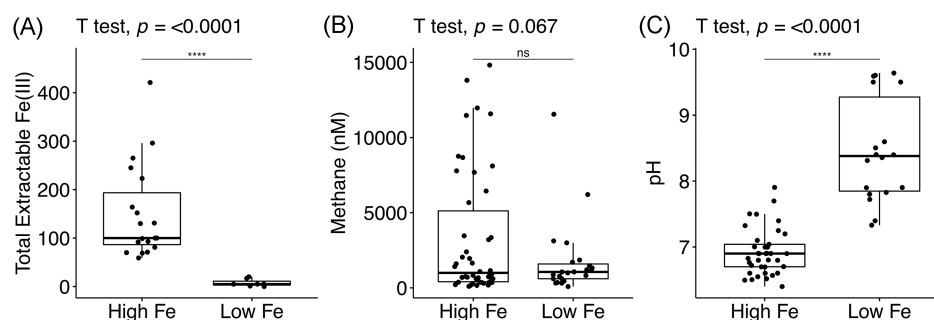 (A) T test, p = <0.0001
****
Total Extractable Fe(III)
400
300
200
100
0
High Fe Low Fe
(B) T test, p = 0.067
ns
Methane (nM)
15000
10000
5000
0
High Fe Low Fe
(C) T test, p = <0.0001
****
pH
10
9
8
7
High Fe Low Fe